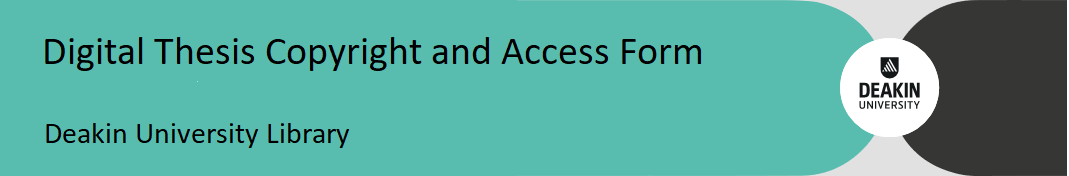 Digital Thesis Copyright and Access Form
Deakin University Library
DEAKIN
UNIVERSITY